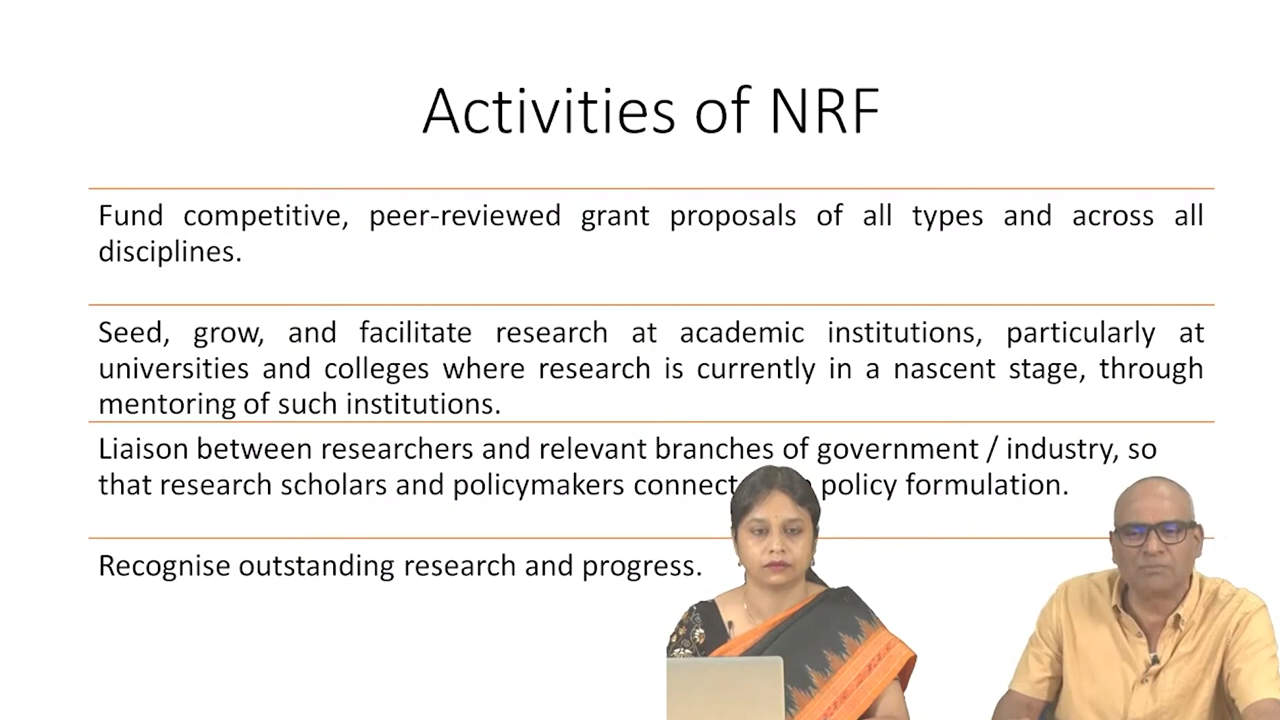 Activities of NRF
Fund competitive, peer-reviewed grant proposals of all types and across all
disciplines.
Seed, grow, and facilitate research at academic institutions, particularly at
universities and colleges where research is currently in a nascent stage, through
mentoring of such institutions.
Liaison between researchers and relevant branches of government / industry, so
that research scholars and policymakers connect policy formulation.
Recognise outstanding research and progress.